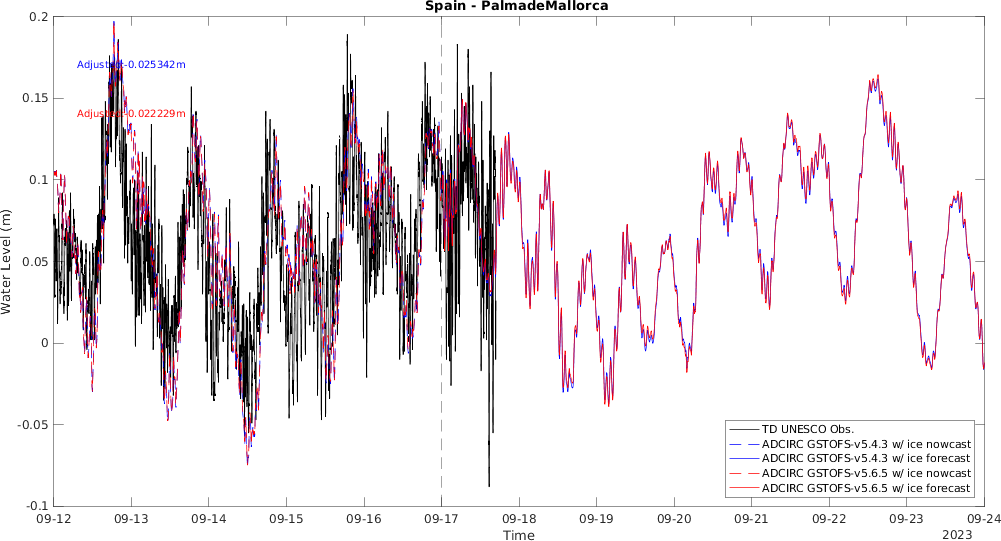 Spain - PalmadeMallorca
0.2
0.15
0.1
0.05
0
-0.05
-0.1
Water Level (m)
Adjust by-0.025342m
Adjust by-0.022229m
TD UNESCO Obs.
ADCIRC GSTOFS-v5.4.3 w/ ice nowcast
ADCIRC GSTOFS-v5.4.3 w/ ice forecast
ADCIRC GSTOFS-v5.6.5 w/ ice nowcast
ADCIRC GSTOFS-v5.6.5 w/ ice forecast
09-12 09-13 09-14 09-15 09-16 09-17 09-18 09-19 09-20 09-21 09-22 09-23 09-24
Time
2023